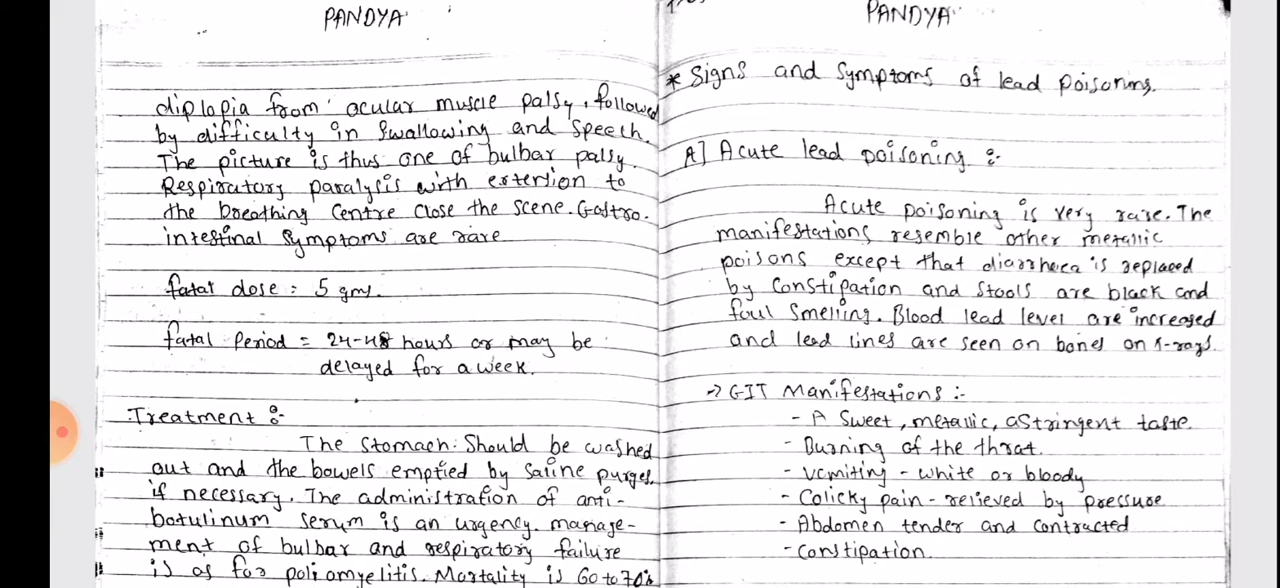 PANDYA
diplopia from acular muscle palsy, followed
by difficulty in swallowing and speech.
The picture is thus one of bulbar palsy.
Respiratory paralysis with extertion to
the breathing centre close the scene. Gastro-
intestinal symptoms are rare
fatal dose = 5 gms.
fatal period = 24-48 hours or may be
delayed for a week.
Treatment :-
The stomach should be washed
out and the bowels emptied by saline purges.
if necessary. The administration of anti-
botulinum serum is an urgency. manage-
ment of bulbar and respiratory failure
is as for poliomyelitis. Mortality is 60 to 70%
PANDYA
* Signs and Symptoms of lead poisoning.
A] Acute lead poisoning :-
Acute poisoning is very rare. The
manifestations resemble other metallic
poisons except that diarrhoea is replaced
by constipation and stools are black and
foul smelling. Blood lead level are increased
and lead lines are seen on bones on x-rays.
→ GIT Manifestations :-
- A sweet, metallic, astringent taste.
- Burning of the throat.
- Vomiting - white or bloody
- Colicky pain - relieved by pressure
- Abdomen tender and contracted
- constipation.